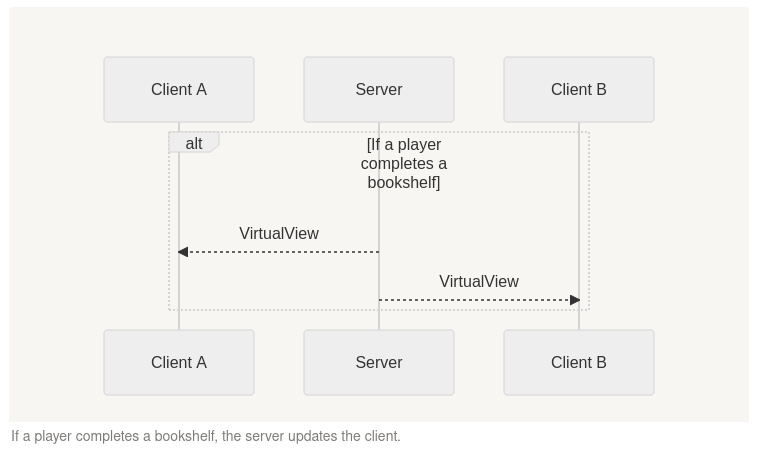 Client A
Server
Client B
alt
[If a player
completes a
bookshelf]
VirtualView
VirtualView
Client A
Server
Client B
If a player completes a bookshelf, the server updates the client.